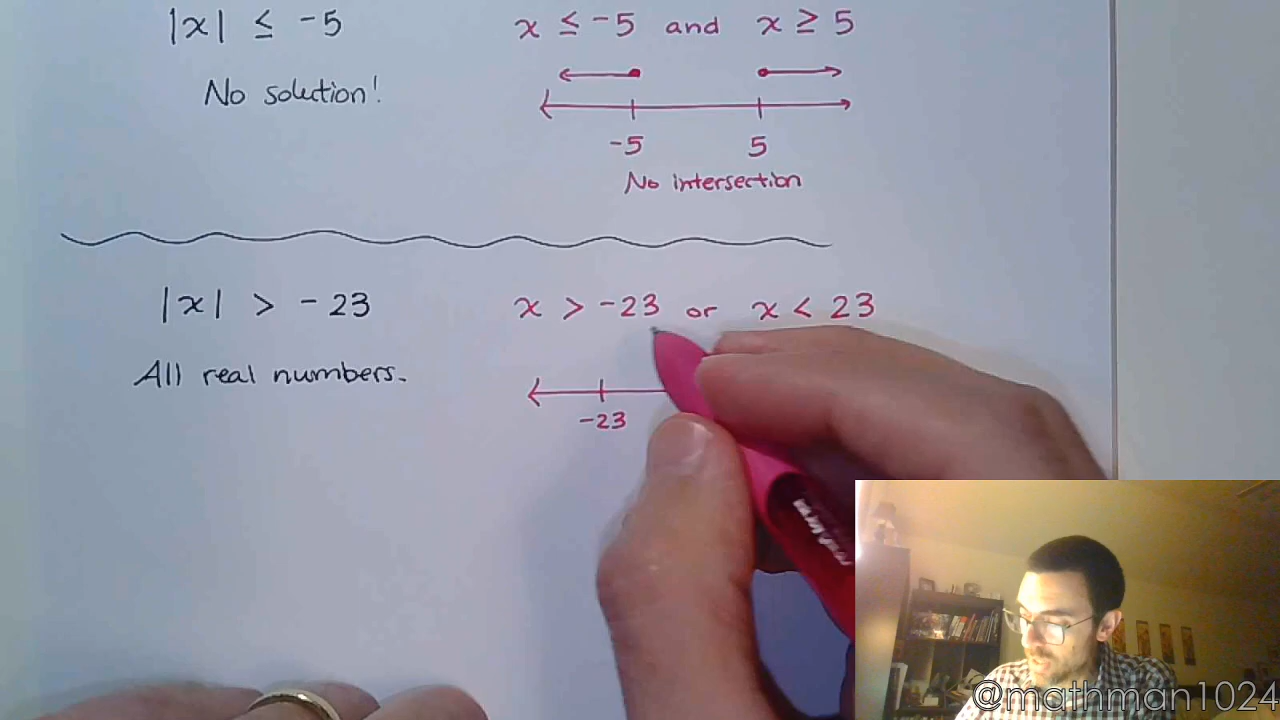 |x| ≤ -5
No solution!
x ≤ -5 and x ≥ 5
-5 5
No intersection
|x| > -23
All real numbers.
x > -23 or x < 23
-23
@mathman1024